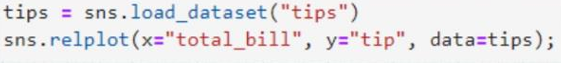 tips = sns.load_dataset("tips")
sns.relplot(x="total_bill", y="tip", data=tips);